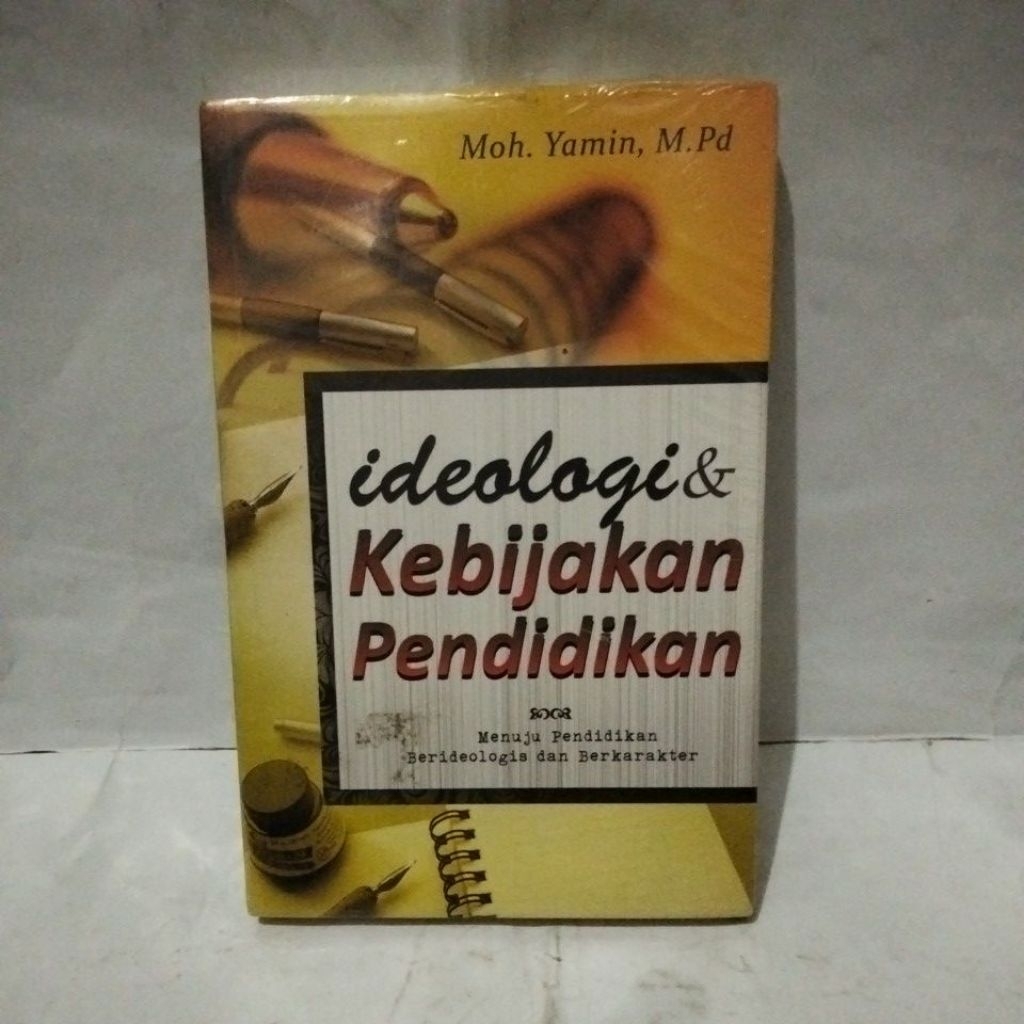 Moh. Yamin, M.Pd
ideologi &
Kebijakan
Pendidikan
Menuju Pendidikan
Berideologis dan Berkarakter